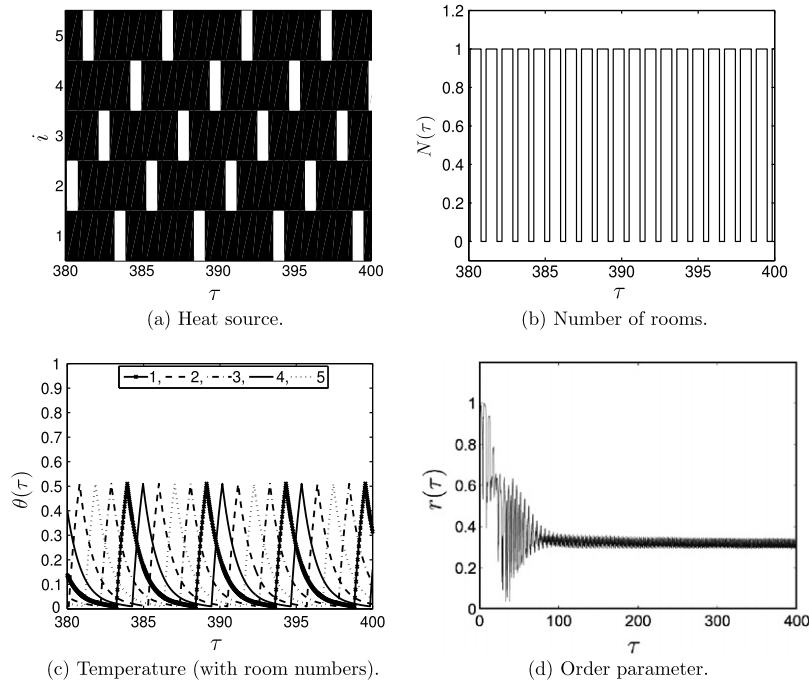 5
4
3
2
1
i
380 385 390 395 400
τ
(a) Heat source.
1.2
1
0.8
0.6
0.4
0.2
0
N(τ)
380 385 390 395 400
τ
(b) Number of rooms.
1
0.9
0.8
0.7
0.6
0.5
0.4
0.3
0.2
0.1
0
θ(τ)
1, 2, 3, 4, 5
380 385 390 395 400
τ
(c) Temperature (with room numbers).
1
0.8
0.6
0.4
0.2
0
r(τ)
0 100 200 300 400
τ
(d) Order parameter.